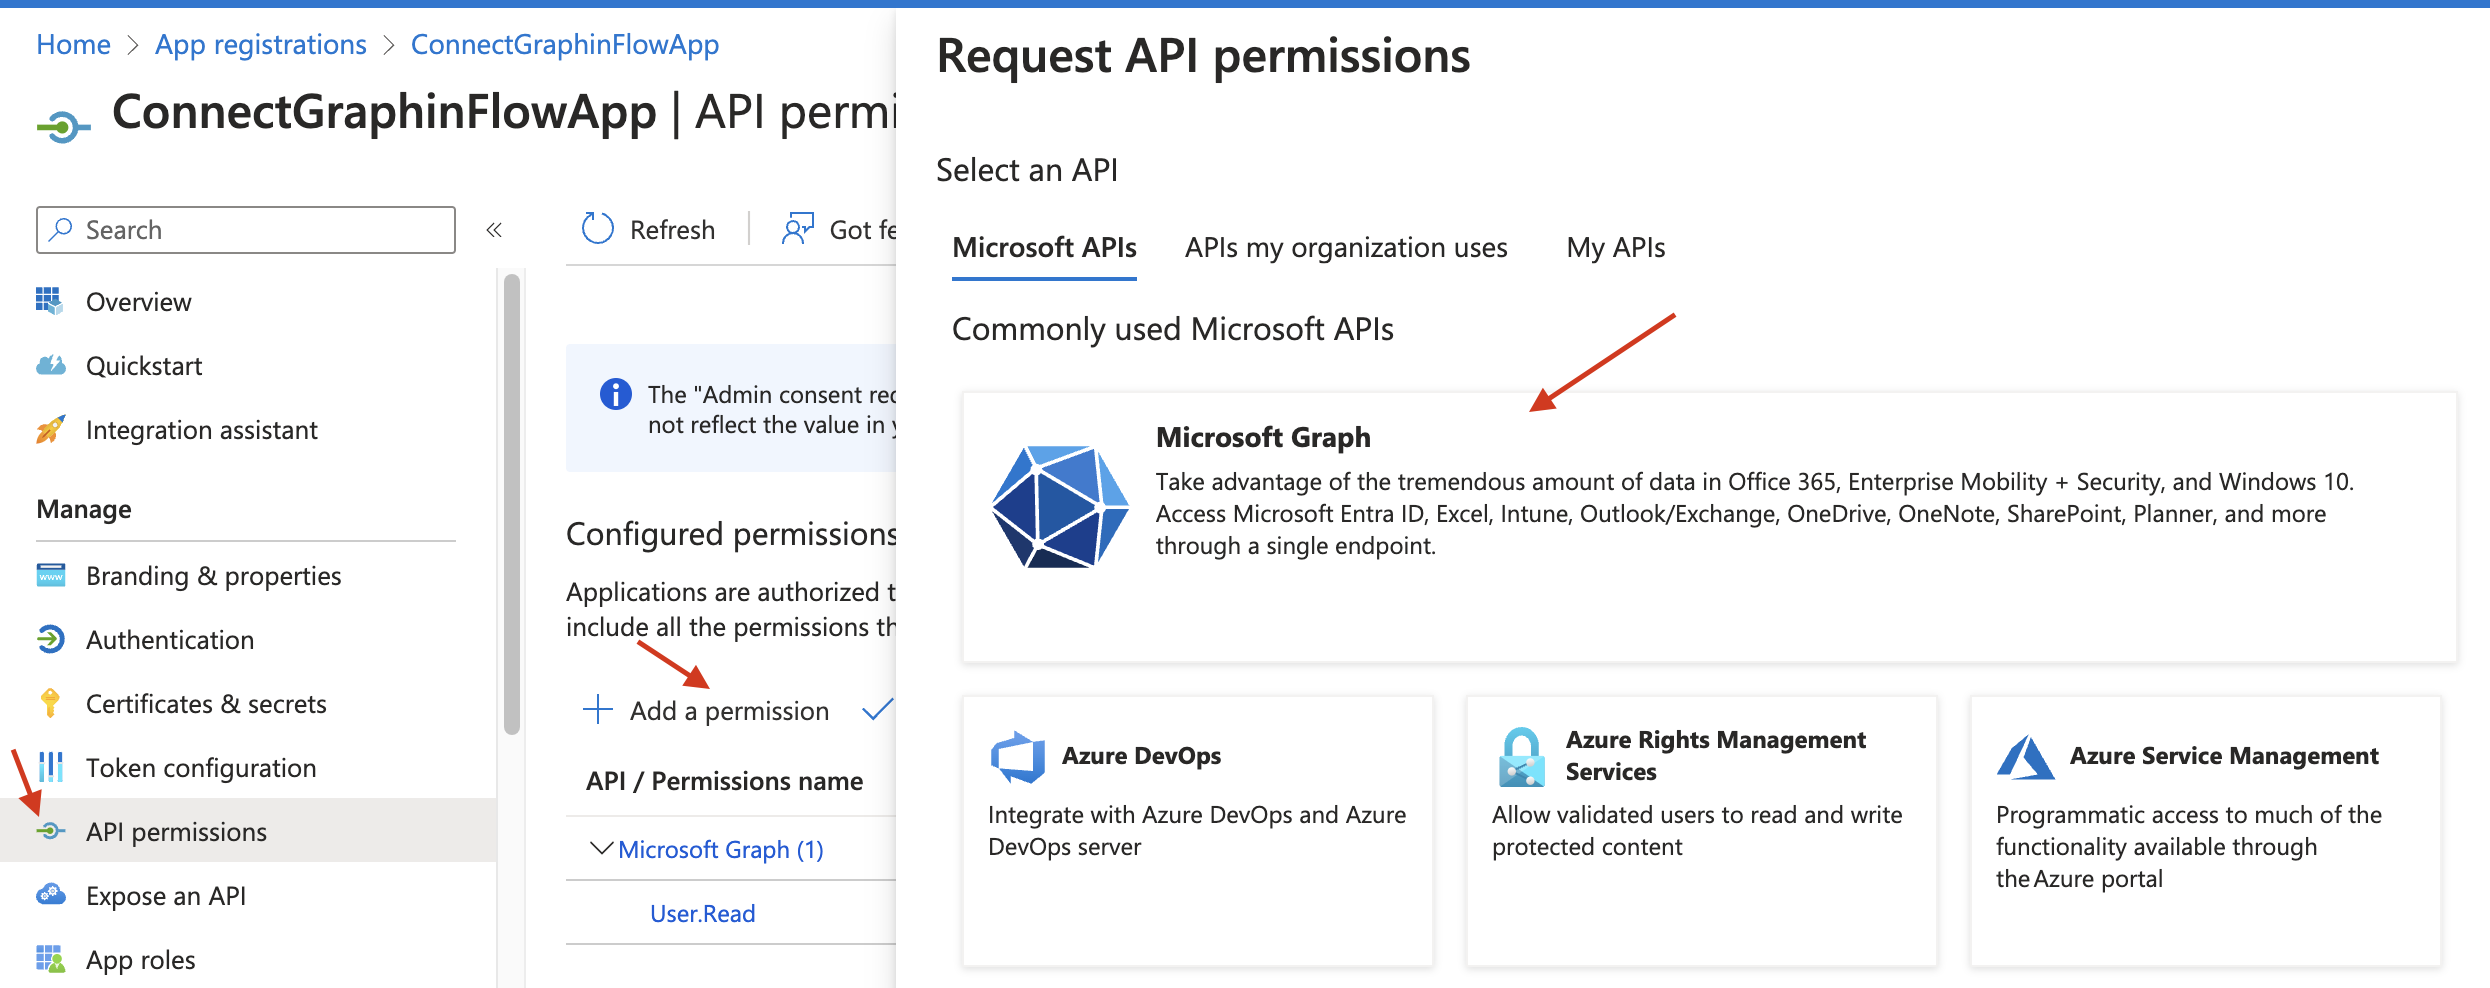 Home > App registrations > ConnectGraphinFlowApp
ConnectGraphinFlowApp | API permi
Search
«
Overview
Quickstart
Integration assistant
Manage
Branding & properties
Authentication
Certificates & secrets
Token configuration
API permissions
Expose an API
App roles
Refresh
Got fe
The "Admin consent rec
not reflect the value in y
Configured permissions
Applications are authorized t
include all the permissions th
Add a permission
API / Permissions name
Microsoft Graph (1)
User.Read
Request API permissions
Select an API
Microsoft APIs APIs my organization uses My APIs
Commonly used Microsoft APIs
Microsoft Graph
Take advantage of the tremendous amount of data in Office 365, Enterprise Mobility + Security, and Windows 10.
Access Microsoft Entra ID, Excel, Intune, Outlook/Exchange, OneDrive, OneNote, SharePoint, Planner, and more
through a single endpoint.
Azure DevOps
Integrate with Azure DevOps and Azure
DevOps server
Azure Rights Management
Services
Allow validated users to read and write
protected content
Azure Service Management
Programmatic access to much of the
functionality available through
the Azure portal